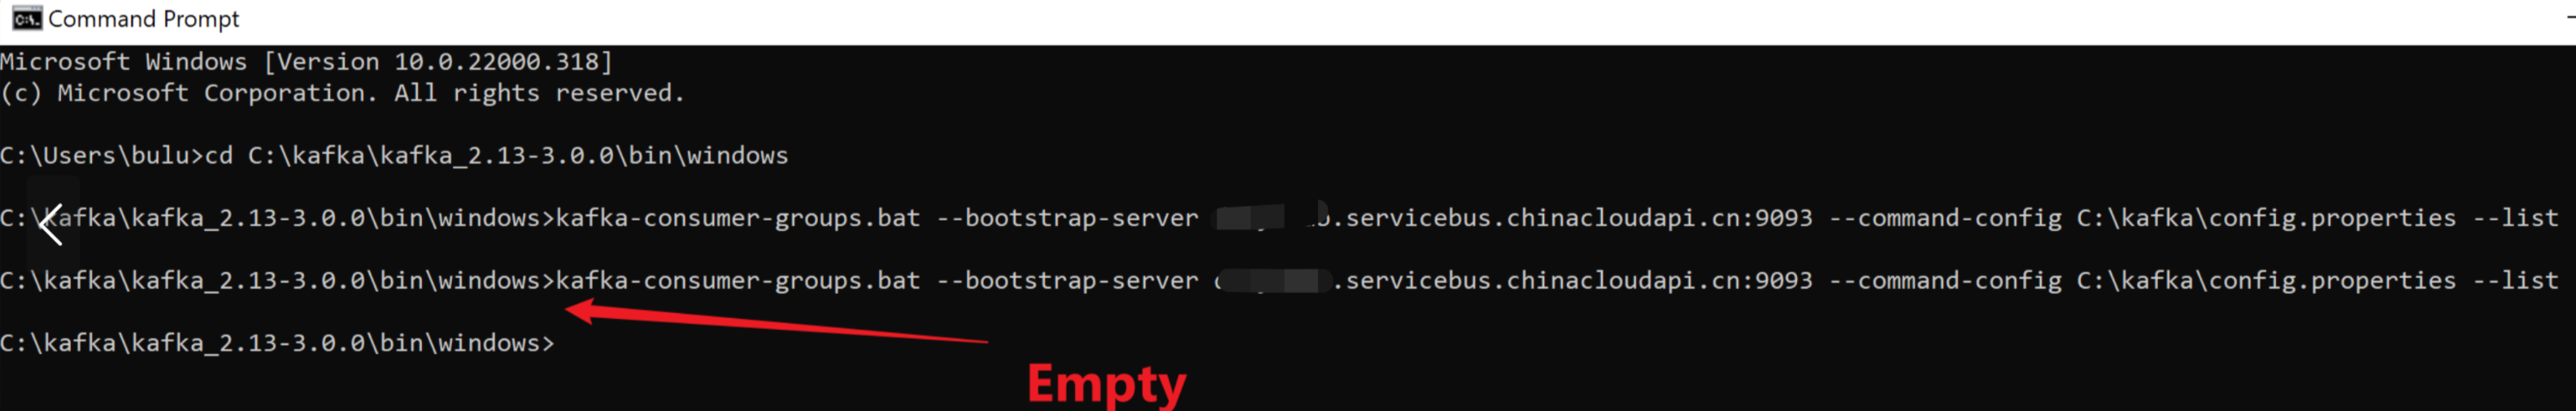 Command Prompt
Microsoft Windows [Version 10.0.22000.318]
(c) Microsoft Corporation. All rights reserved.
C:\Users\bulu>cd C:\kafka\kafka_2.13-3.0.0\bin\windows
C:\kafka\kafka_2.13-3.0.0\bin\windows>kafka-consumer-groups.bat --bootstrap-server .servicebus.chinacloudapi.cn:9093 --command-config C:\kafka\config.properties --list
C:\kafka\kafka_2.13-3.0.0\bin\windows>kafka-consumer-groups.bat --bootstrap-server .servicebus.chinacloudapi.cn:9093 --command-config C:\kafka\config.properties --list
C:\kafka\kafka_2.13-3.0.0\bin\windows>
Empty